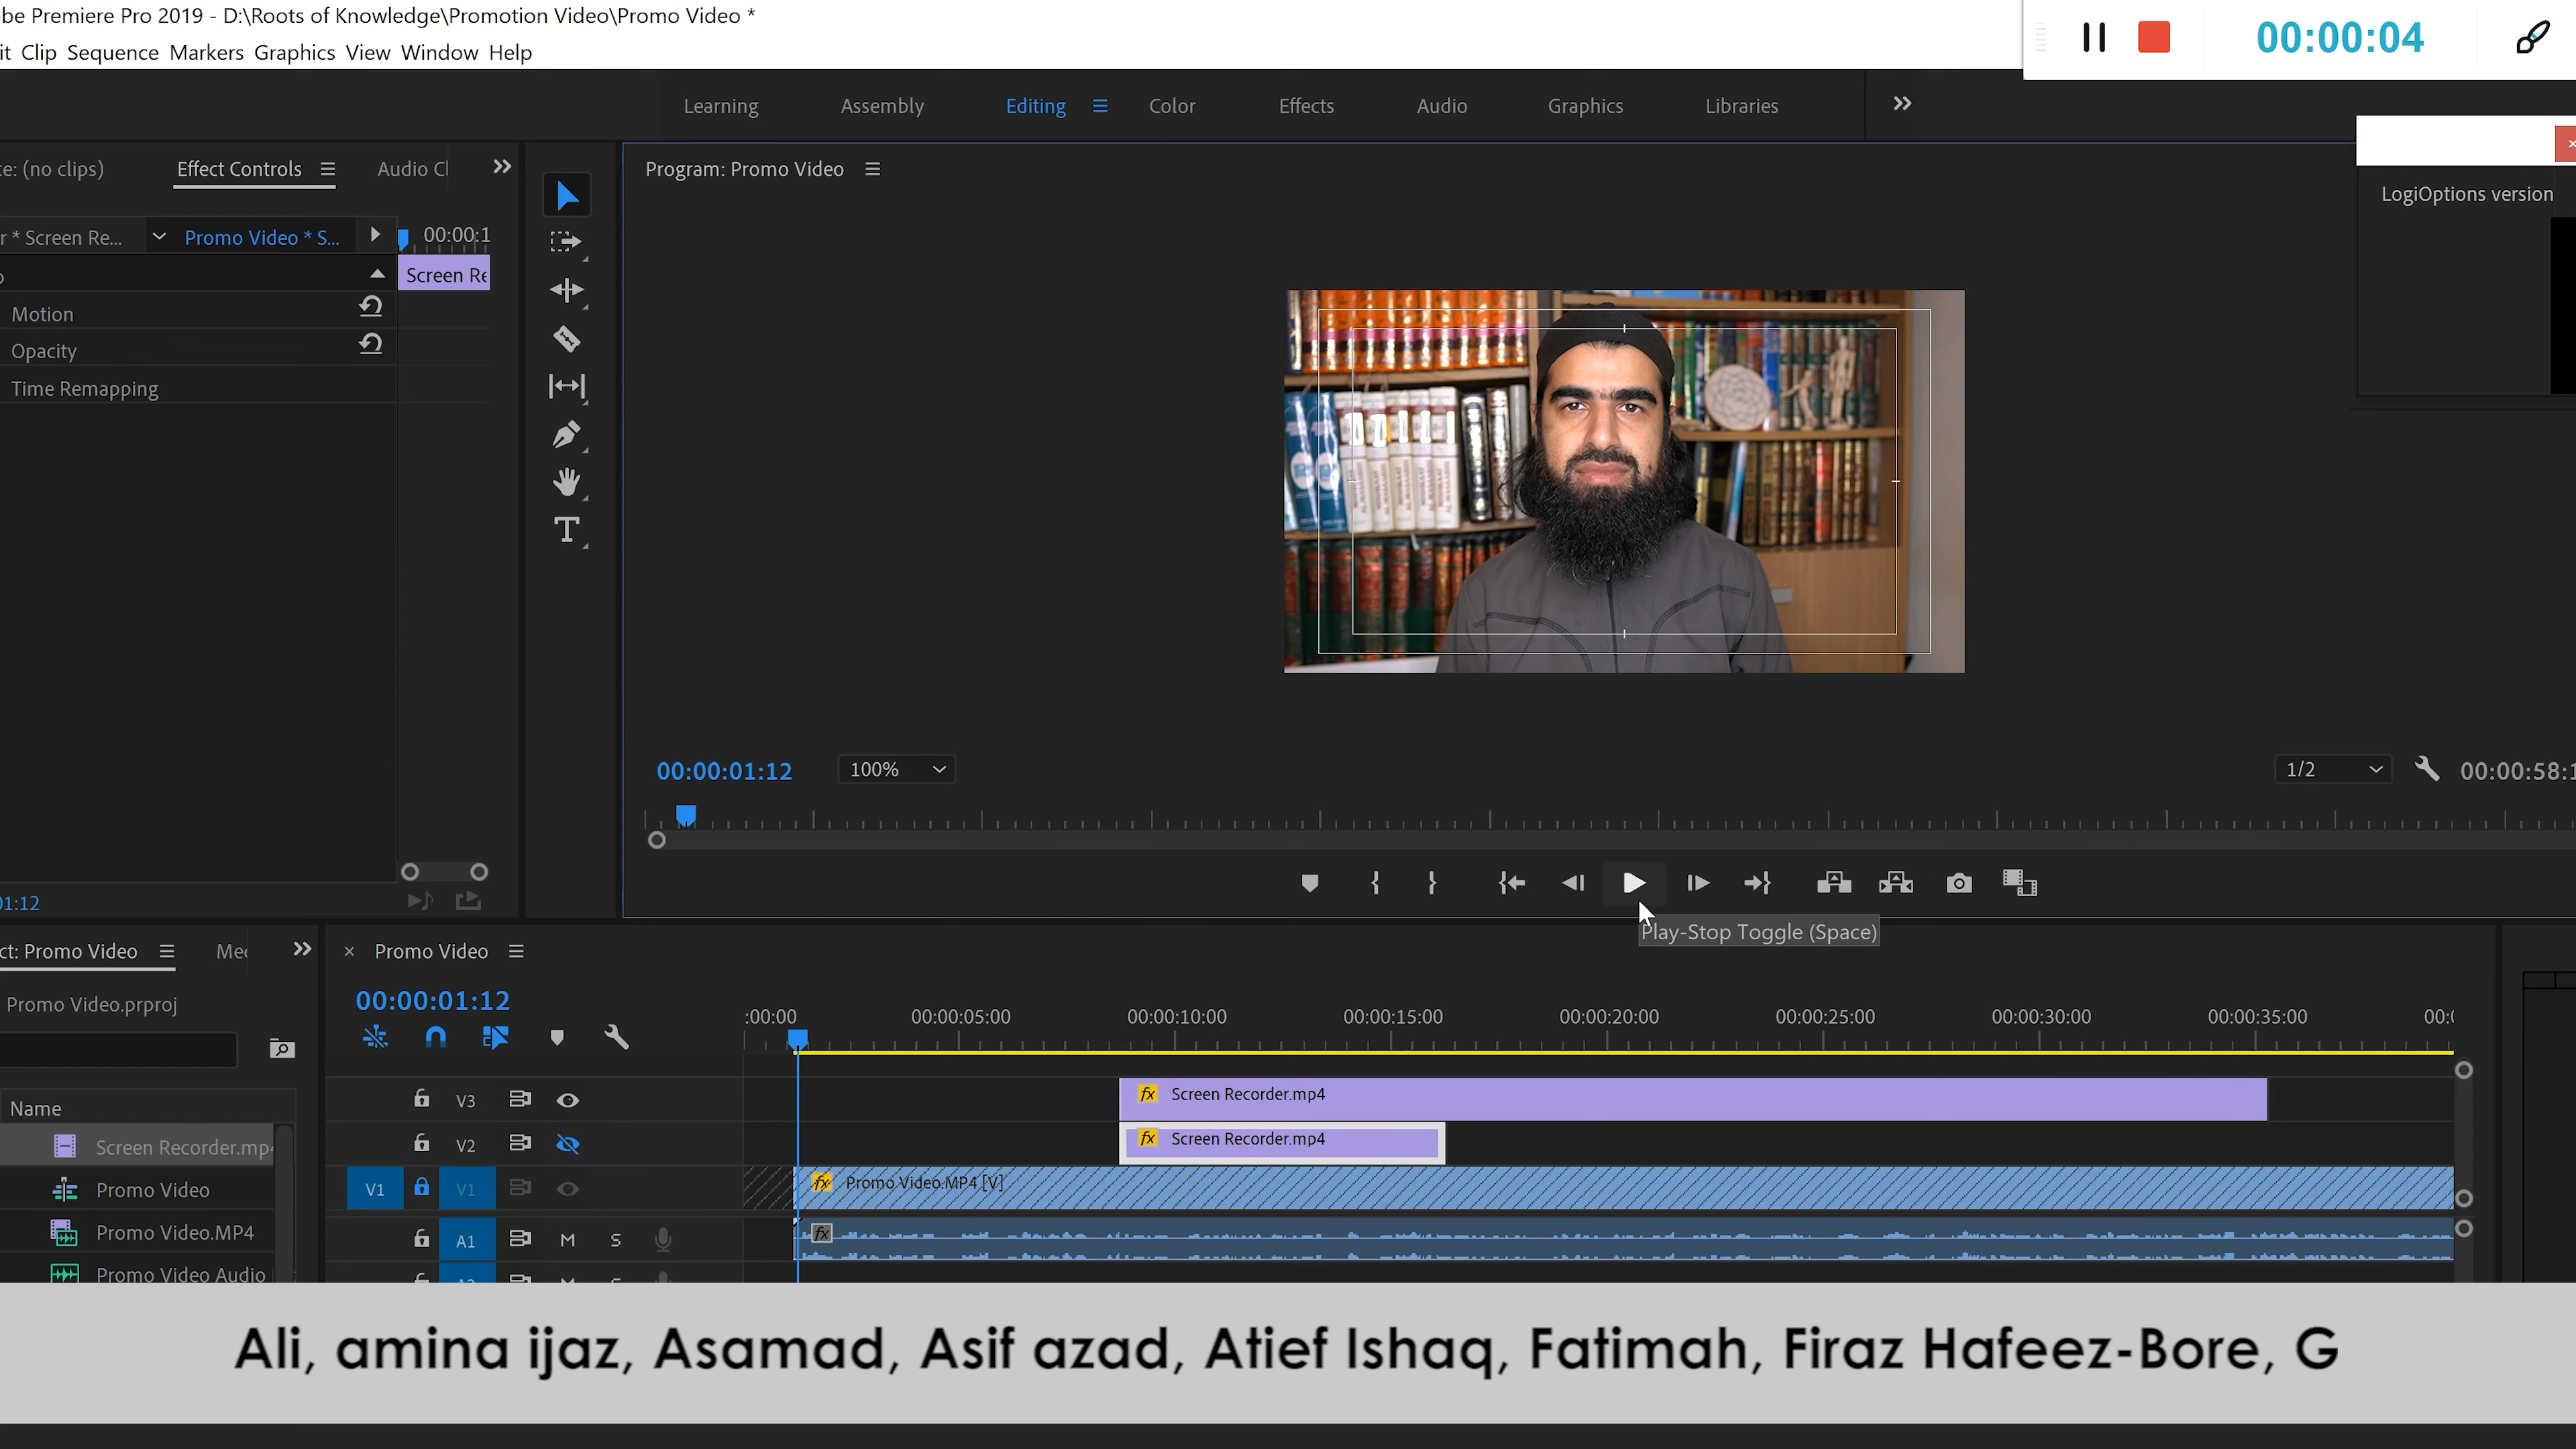 be Premiere Pro 2019 - D:\Roots of Knowledge\Promotion Video\Promo Video *
00:00:04
it Clip Sequence Markers Graphics View Window Help
Learning Assembly Editing Color Effects Audio Graphics Libraries
ce: (no clips) Effect Controls Audio Cl
Program: Promo Video
LogiOptions version
r * Screen Re... Promo Video * S... 00:00:1
Screen Re
Motion
Opacity
Time Remapping
T
00:00:01:12 100% 1/2 00:00:58:1
01:12
Play-Stop Toggle (Space)
ct: Promo Video Med
Promo Video
Promo Video.prproj
00:00:01:12
:00:00 00:00:05:00 00:00:10:00 00:00:15:00 00:00:20:00 00:00:25:00 00:00:30:00 00:00:35:00 00:0
Name
V3 fx Screen Recorder.mp4
Screen Recorder.mp4
V2 fx Screen Recorder.mp4
Promo Video
V1 V1 fx Promo Video.MP4 [V]
Promo Video.MP4
A1 M S fx
Promo Video Audio
Ali, amina ijaz, Asamad, Asif azad, Atief Ishaq, Fatimah, Firaz Hafeez-Bore, G